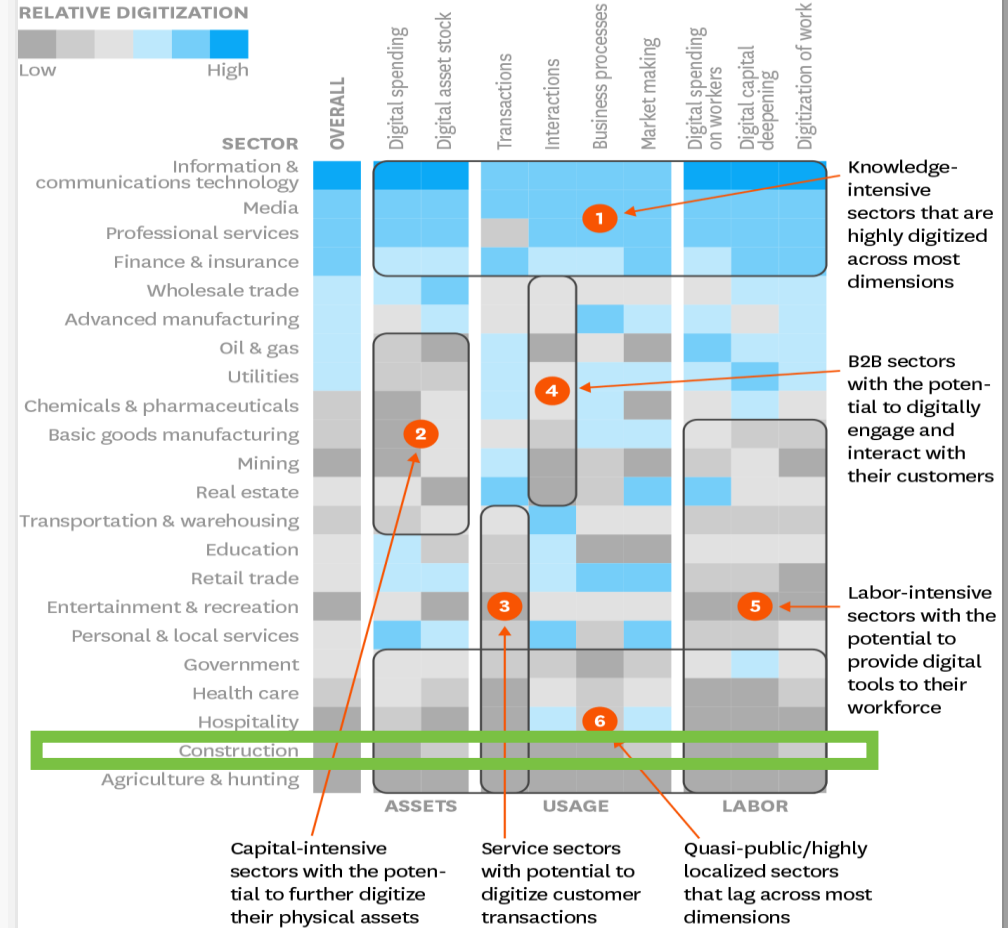 RELATIVE DIGITIZATION
Low High
SECTOR
OVERALL
Digital spending
Digital asset stock
Transactions
Interactions
Business processes
Market making
Digital spending
on workers
Digital capital
deepening
Digitization of work
Information &
communications technology
Media
Professional services
Finance & insurance
Wholesale trade
Advanced manufacturing
Oil & gas
Utilities
Chemicals & pharmaceuticals
Basic goods manufacturing
Mining
Real estate
Transportation & warehousing
Education
Retail trade
Entertainment & recreation
Personal & local services
Government
Health care
Hospitality
Construction
Agriculture & hunting
1
2
3
4
5
6
Knowledge-
intensive
sectors that are
highly digitized
across most
dimensions
B2B sectors
with the poten-
tial to digitally
engage and
interact with
their customers
Labor-intensive
sectors with the
potential to
provide digital
tools to their
workforce
ASSETS USAGE LABOR
Capital-intensive
sectors with the poten-
tial to further digitize
their physical assets
Service sectors
with potential to
digitize customer
transactions
Quasi-public/highly
localized sectors
that lag across most
dimensions